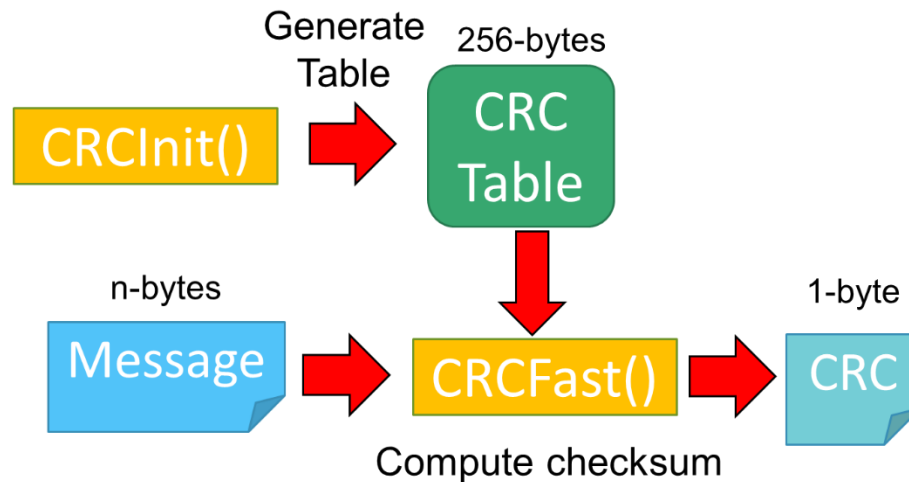 Generate
Table
256-bytes
CRCInit()
CRC
Table
n-bytes
1-byte
Message
CRCFast()
CRC
Compute checksum